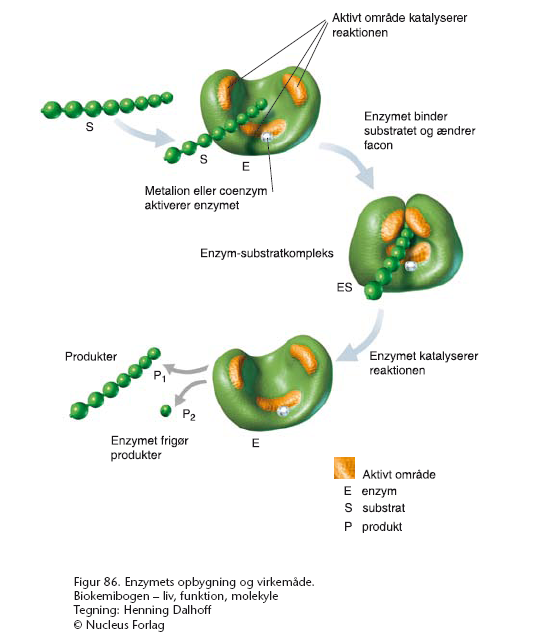 Aktivt område katalyserer
reaktionen
S
S
E
Enzymet binder
substratet og ændrer
facon
Metalion eller coenzym
aktiverer enzymet
Enzym-substratkompleks
ES
Produkter
P1
P2
Enzymet frigør
produkter
E
Enzymet katalyserer
reaktionen
Aktivt område
E enzym
S substrat
P produkt
Figur 86. Enzymets opbygning og virkemåde.
Biokemibogen – liv, funktion, molekyle
Tegning: Henning Dalhoff
© Nucleus Forlag